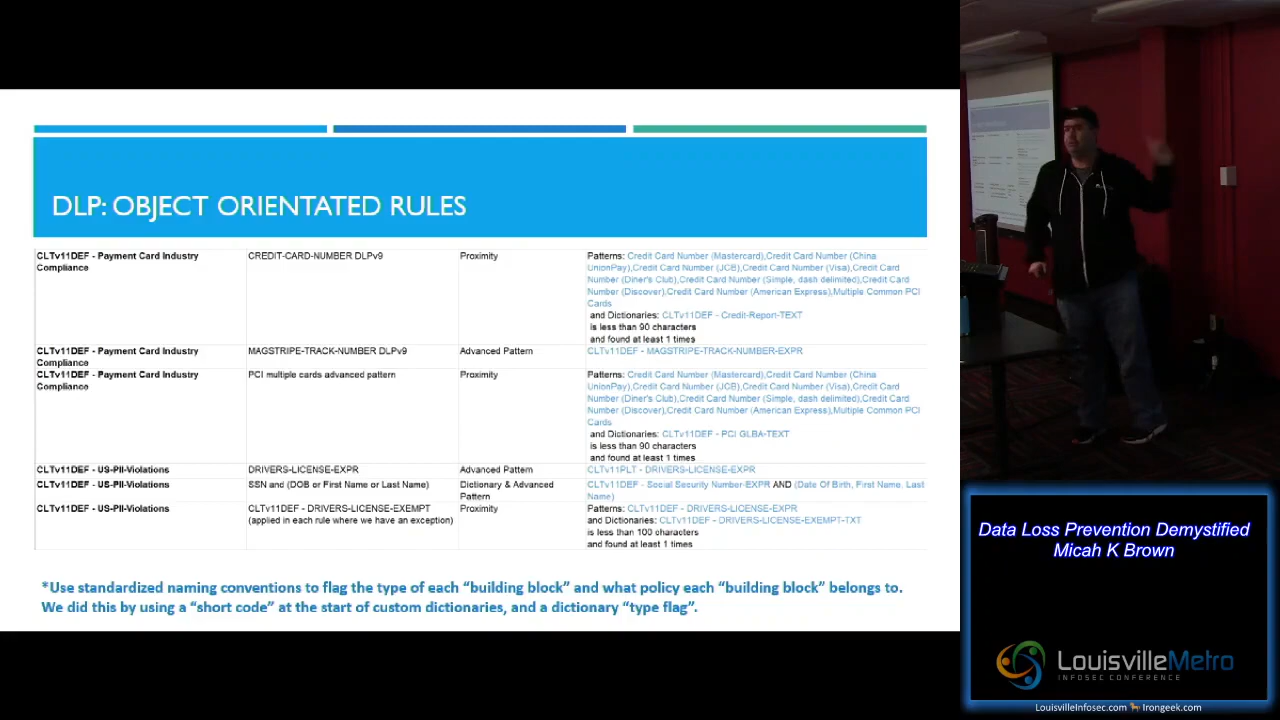 DLP: OBJECT ORIENTATED RULES
CLTv11DEF - Payment Card Industry
Compliance
CREDIT-CARD-NUMBER DLPv9
Proximity
Patterns: Credit Card Number (Mastercard),Credit Card Number (China
UnionPay),Credit Card Number (JCB),Credit Card Number (Visa),Credit Card
Number (Diner's Club),Credit Card Number (Simple, dash delimited),Credit Card
Number (Discover),Credit Card Number (American Express),Multiple Common PCI
Cards
and Dictionaries: CLTv11DEF - Credit-Report-TEXT
is less than 90 characters
and found at least 1 times
CLTv11DEF - Payment Card Industry
Compliance
MAGSTRIPE-TRACK-NUMBER DLPv9
Advanced Pattern
CLTv11DEF - MAGSTRIPE-TRACK-NUMBER-EXPR
CLTv11DEF - Payment Card Industry
Compliance
PCI multiple cards advanced pattern
Proximity
Patterns: Credit Card Number (Mastercard),Credit Card Number (China
UnionPay),Credit Card Number (JCB),Credit Card Number (Visa),Credit Card
Number (Diner's Club),Credit Card Number (Simple, dash delimited),Credit Card
Number (Discover),Credit Card Number (American Express),Multiple Common PCI
Cards
and Dictionaries: CLTv11DEF - PCI GLBA-TEXT
is less than 90 characters
and found at least 1 times
CLTv11DEF - US-PII-Violations
DRIVERS-LICENSE-EXPR
Advanced Pattern
CLTv11PLT - DRIVERS-LICENSE-EXPR
CLTv11DEF - US-PII-Violations
SSN and (DOB or First Name or Last Name)
Dictionary & Advanced
Pattern
CLTv11DEF - Social Security Number-EXPR AND (Date Of Birth, First Name. Last
Name)
CLTv11DEF - US-PII-Violations
CLTv11DEF - DRIVERS-LICENSE-EXEMPT
(applied in each rule where we have an exception)
Proximity
Patterns: CLTv11DEF - DRIVERS-LICENSE-EXPR
and Dictionaries: CLTv11DEF - DRIVERS-LICENSE-EXEMPT-TXT
is less than 100 characters
and found at least 1 times
*Use standardized naming conventions to flag the type of each “building block” and what policy each “building block” belongs to.
We did this by using a “short code” at the start of custom dictionaries, and a dictionary “type flag”.
Data Loss Prevention Demystified
Micah K Brown
LouisvilleMetro
INFOSEC CONFERENCE
LouisvilleInfosec.com Irongeek.com